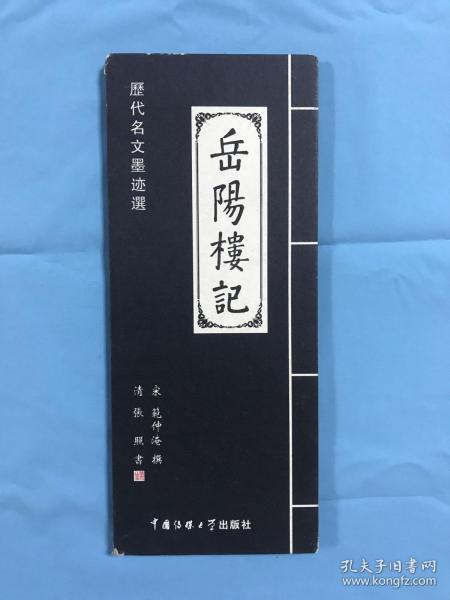 歷代名文墨迹選
岳陽樓記
宋 範仲淹 撰
清 張照 書
中国传媒大学出版社
孔夫子旧书网
www.kongfz.com